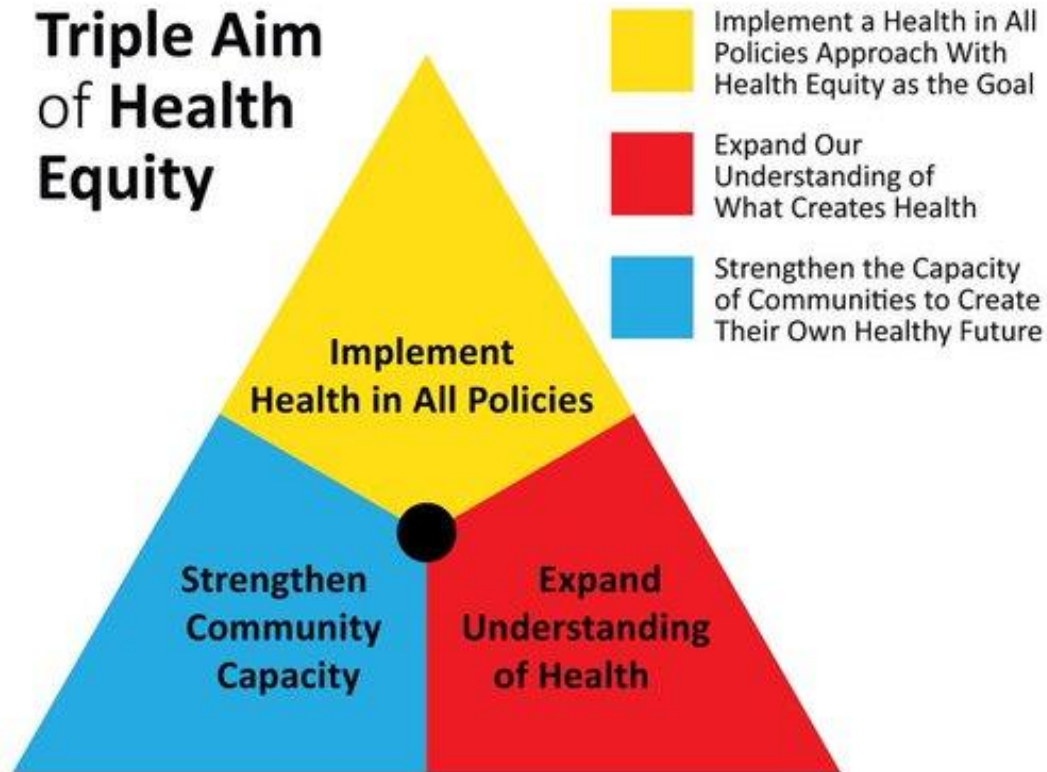 Triple Aim
of Health
Equity
Implement a Health in All
Policies Approach With
Health Equity as the Goal
Expand Our
Understanding of
What Creates Health
Strengthen the Capacity
of Communities to Create
Their Own Healthy Future
Implement
Health in All Policies
Strengthen
Community
Capacity
Expand
Understanding
of Health